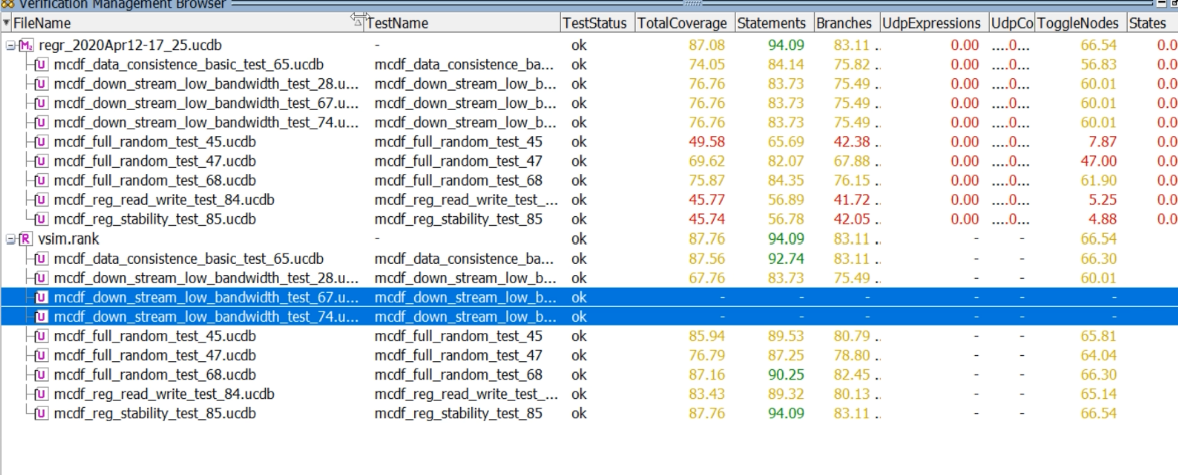 Verification Management Browser
FileName TestName TestStatus TotalCoverage Statements Branches UdpExpressions UdpCo ToggleNodes States
regr_2020Apr12-17_25.ucdb - ok 87.08 94.09 83.11 .. 0.00 ....0... 66.54 0.0
mcdf_data_consistence_basic_test_65.ucdb mcdf_data_consistence_ba... ok 74.05 84.14 75.82 .. 0.00 ....0... 56.83 0.0
mcdf_down_stream_low_bandwidth_test_28.u... mcdf_down_stream_low_b... ok 76.76 83.73 75.49 .. 0.00 ....0... 60.01 0.0
mcdf_down_stream_low_bandwidth_test_67.u... mcdf_down_stream_low_b... ok 76.76 83.73 75.49 .. 0.00 ....0... 60.01 0.0
mcdf_down_stream_low_bandwidth_test_74.u... mcdf_down_stream_low_b... ok 76.76 83.73 75.49 .. 0.00 ....0... 60.01 0.0
mcdf_full_random_test_45.ucdb mcdf_full_random_test_45 ok 49.58 65.69 42.38 .. 0.00 ....0... 7.87 0.0
mcdf_full_random_test_47.ucdb mcdf_full_random_test_47 ok 69.62 82.07 67.88 .. 0.00 ....0... 47.00 0.0
mcdf_full_random_test_68.ucdb mcdf_full_random_test_68 ok 75.87 84.35 76.15 .. 0.00 ....0... 61.90 0.0
mcdf_reg_read_write_test_84.ucdb mcdf_reg_read_write_test_... ok 45.77 56.89 41.72 .. 0.00 ....0... 5.25 0.0
mcdf_reg_stability_test_85.ucdb mcdf_reg_stability_test_85 ok 45.74 56.78 42.05 .. 0.00 ....0... 4.88 0.0
vsim.rank - ok 87.76 94.09 83.11 .. - - 66.54
mcdf_data_consistence_basic_test_65.ucdb mcdf_data_consistence_ba... ok 87.56 92.74 83.11 .. - - 66.30
mcdf_down_stream_low_bandwidth_test_28.u... mcdf_down_stream_low_b... ok 67.76 83.73 75.49 .. - - 60.01
mcdf_down_stream_low_bandwidth_test_67.u... mcdf_down_stream_low_b... ok - - - - - -
mcdf_down_stream_low_bandwidth_test_74.u... mcdf_down_stream_low_b... ok - - - - - -
mcdf_full_random_test_45.ucdb mcdf_full_random_test_45 ok 85.94 89.53 80.79 .. - - 65.81
mcdf_full_random_test_47.ucdb mcdf_full_random_test_47 ok 76.79 87.25 78.80 .. - - 64.04
mcdf_full_random_test_68.ucdb mcdf_full_random_test_68 ok 87.16 90.25 82.45 .. - - 66.30
mcdf_reg_read_write_test_84.ucdb mcdf_reg_read_write_test_... ok 83.43 89.32 80.13 .. - - 65.14
mcdf_reg_stability_test_85.ucdb mcdf_reg_stability_test_85 ok 87.76 94.09 83.11 .. - - 66.54